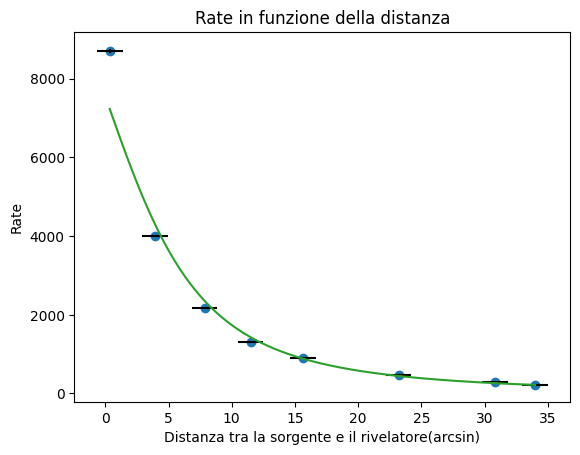 Rate in funzione della distanza
8000
6000
4000
2000
0
Rate
0 5 10 15 20 25 30 35
Distanza tra la sorgente e il rivelatore(arcsin)